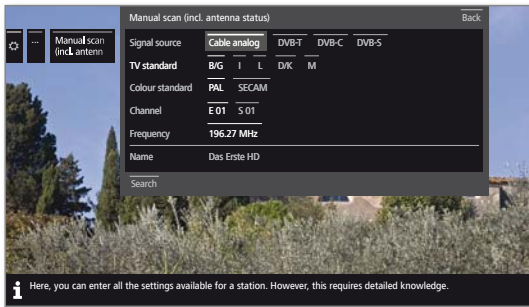 Manual scan (incl. antenna status)
Back
...
Manual scan
(incl. antenn
Signal source Cable analog DVB-T DVB-C DVB-S
TV standard B/G I L D/K M
Colour standard PAL SECAM
Channel E 01 S 01
Frequency 196.27 MHz
Name Das Erste HD
Search
i Here, you can enter all the settings available for a station. However, this requires detailed knowledge.